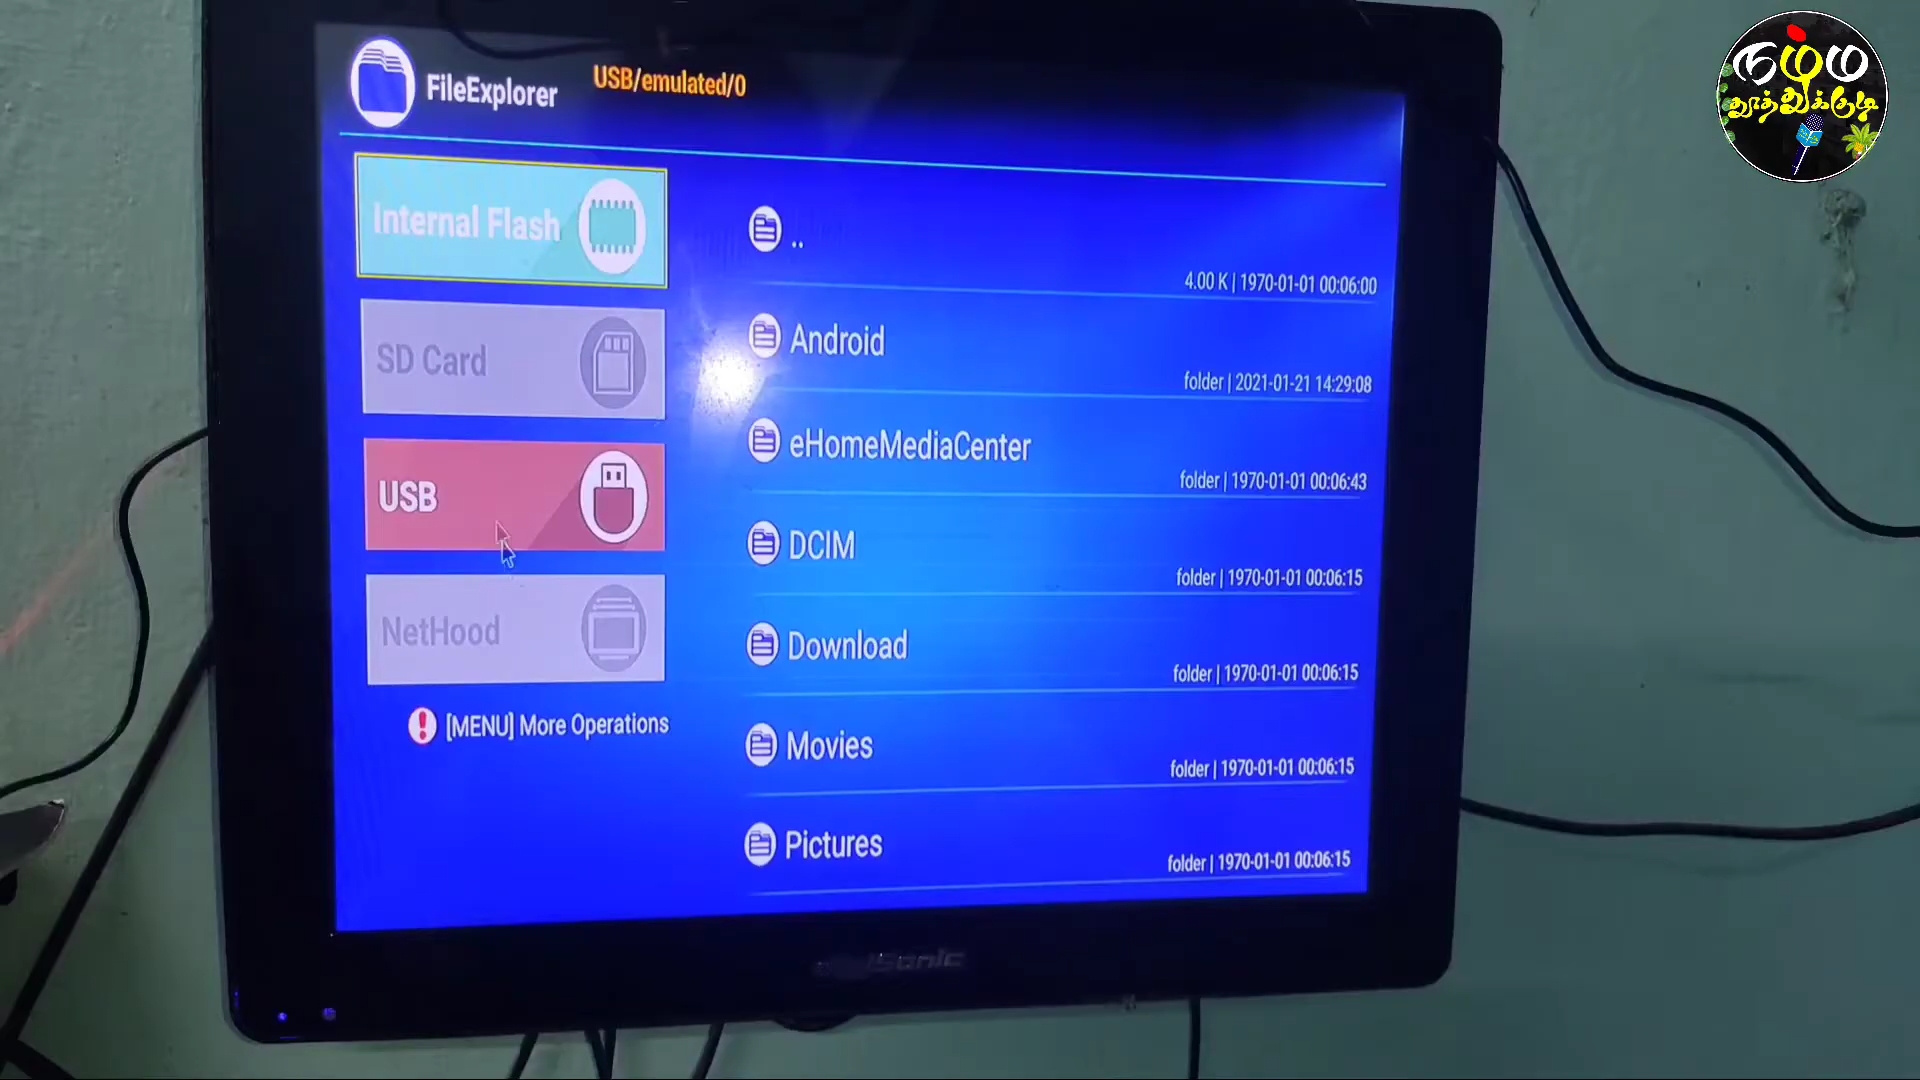 நம்ம
தூத்துக்குடி
FileExplorer
USB/emulated/0
Internal Flash
SD Card
USB
NetHood
[MENU] More Operations
..
4.00 K | 1970-01-01 00:06:00
Android
folder | 2021-01-21 14:29:08
eHomeMediaCenter
folder | 1970-01-01 00:06:43
DCIM
folder | 1970-01-01 00:06:15
Download
folder | 1970-01-01 00:06:15
Movies
folder | 1970-01-01 00:06:15
Pictures
folder | 1970-01-01 00:06:15